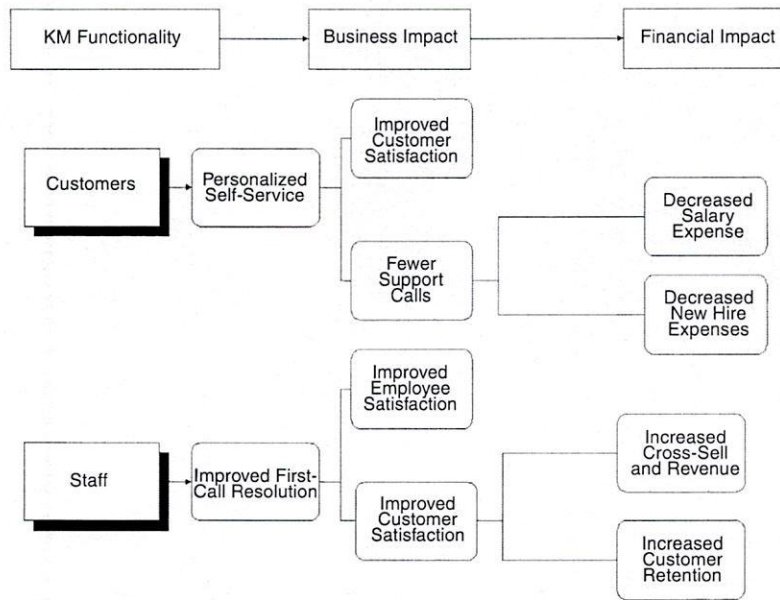 KM Functionality
Business Impact
Financial Impact
Customers
Personalized
Self-Service
Improved
Customer
Satisfaction
Fewer
Support
Calls
Decreased
Salary
Expense
Decreased
New Hire
Expenses
Staff
Improved First-
Call Resolution
Improved
Employee
Satisfaction
Improved
Customer
Satisfaction
Increased
Cross-Sell
and Revenue
Increased
Customer
Retention